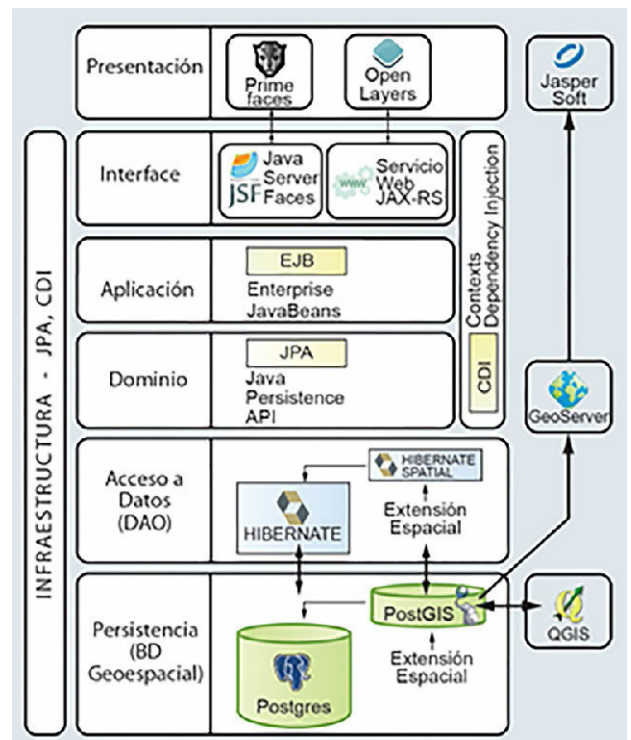 Presentación
Prime
faces
Open
Layers
Jasper
Soft
Interface
JSF
Java
Server
Faces
www
Servicio
Web
JAX-RS
Contexts
Dependency Injection
CDI
Aplicación
EJB
Enterprise
JavaBeans
Dominio
JPA
Java
Persistence
API
GeoServer
INFRAESTRUCTURA - JPA, CDI
Acceso a
Datos
(DAO)
HIBERNATE
HIBERNATE
SPATIAL
Extensión
Espacial
Persistencia
(BD
Geoespacial)
Postgres
PostGIS
Extensión
Espacial
QGIS